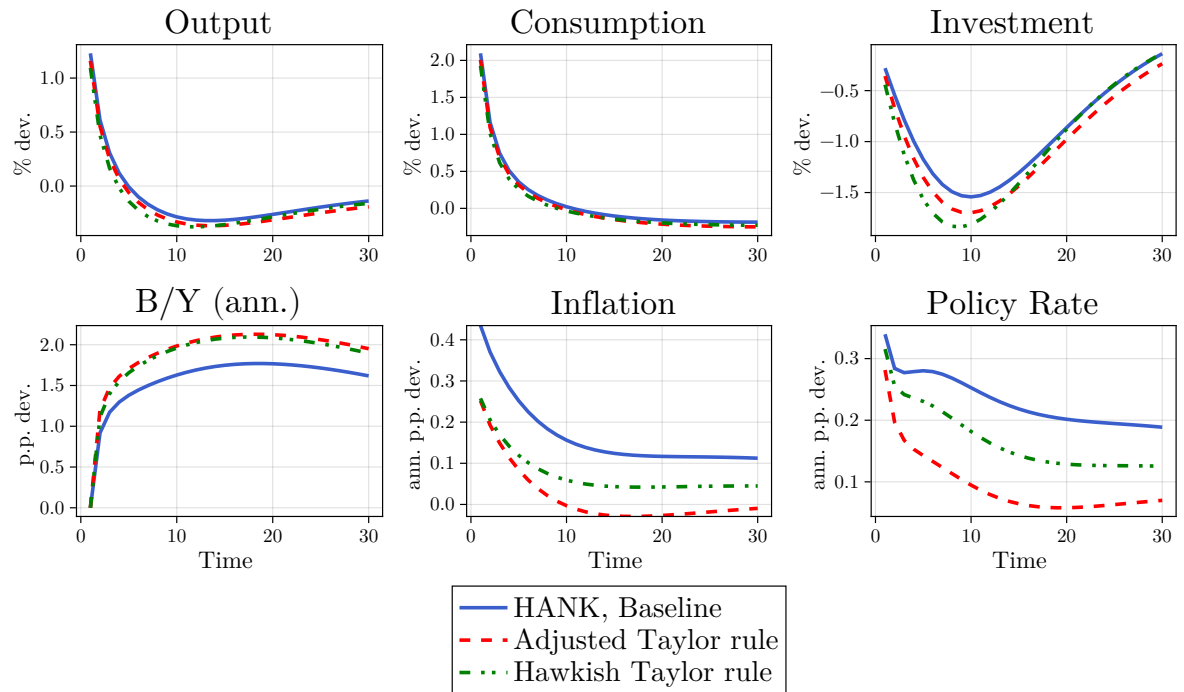 Output
% dev.
1.0
0.5
0.0
0
10
20
30
Consumption
% dev.
2.0
1.5
1.0
0.5
0.0
0
10
20
30
Investment
% dev.
−0.5
−1.0
−1.5
0
10
20
30
B/Y (ann.)
p.p. dev.
2.0
1.5
1.0
0.5
0.0
0
10
20
30
Time
Inflation
ann. p.p. dev.
0.4
0.3
0.2
0.1
0.0
0
10
20
30
Time
Policy Rate
ann. p.p. dev.
0.3
0.2
0.1
0
10
20
30
Time
HANK, Baseline
Adjusted Taylor rule
Hawkish Taylor rule